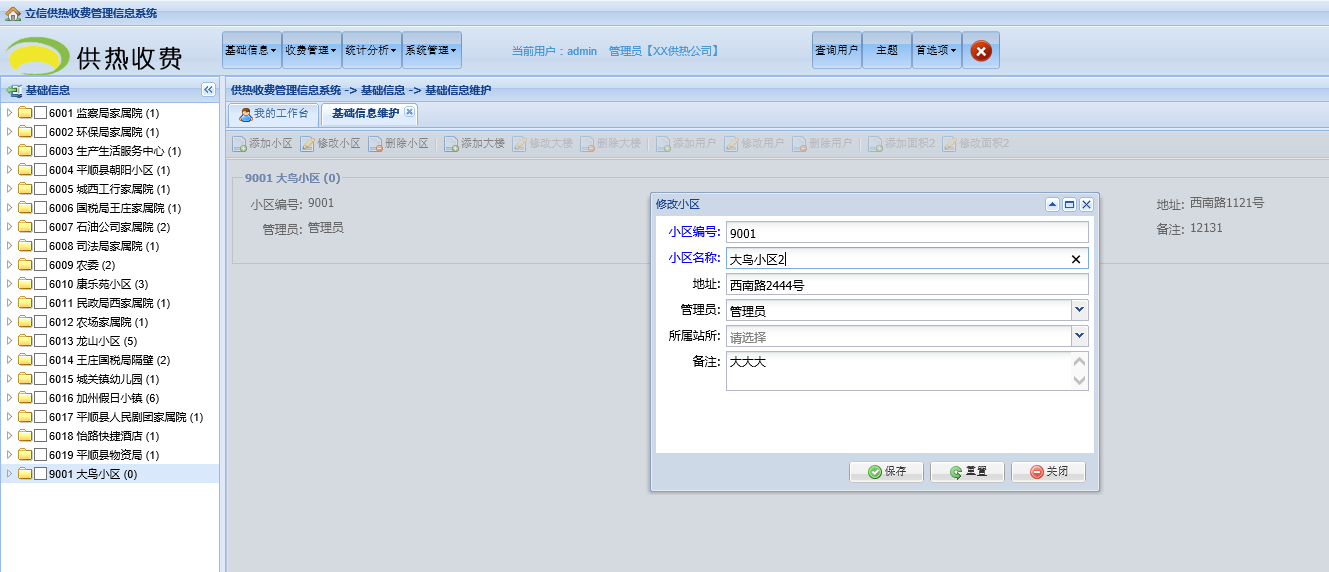 立信供热收费管理信息系统
供热收费
基础信息 收费管理 统计分析 系统管理 当前用户：admin 管理员【XX供热公司】 查询用户 主题 首选项
基础信息
供热收费管理信息系统 -> 基础信息 -> 基础信息维护
我的工作台 基础信息维护
添加小区 修改小区 删除小区 添加大楼 修改大楼 删除大楼 添加用户 修改用户 删除用户 添加面积2 修改面积2
6001 监察局家属院 (1)
6002 环保局家属院 (1)
6003 生产生活服务中心 (1)
6004 平顺县朝阳小区 (1)
6005 城西工行家属院 (1)
6006 国税局王庄家属院 (1)
6007 石油公司家属院 (2)
6008 司法局家属院 (1)
6009 农委 (2)
6010 康乐苑小区 (3)
6011 民政局西家属院 (1)
6012 农场家属院 (1)
6013 龙山小区 (5)
6014 王庄国税局隔壁 (2)
6015 城关镇幼儿园 (1)
6016 加州假日小镇 (6)
6017 平顺县人民剧团家属院 (1)
6018 怡路快捷酒店 (1)
6019 平顺县物资局 (1)
9001 大鸟小区 (0)
9001 大鸟小区 (0)
小区编号: 9001
地址: 西南路1121号
管理员: 管理员
备注: 12131
修改小区
小区编号: 9001
小区名称: 大鸟小区2
地址: 西南路2444号
管理员: 管理员
所属站所: 请选择
备注: 大大大
保存 重置 关闭